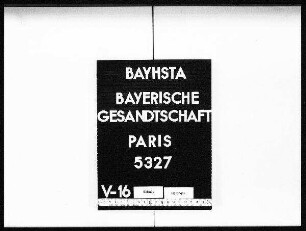 BAYHSTA
BAYERISCHE
GESANDTSCHAFT
PARIS
5327
V-16